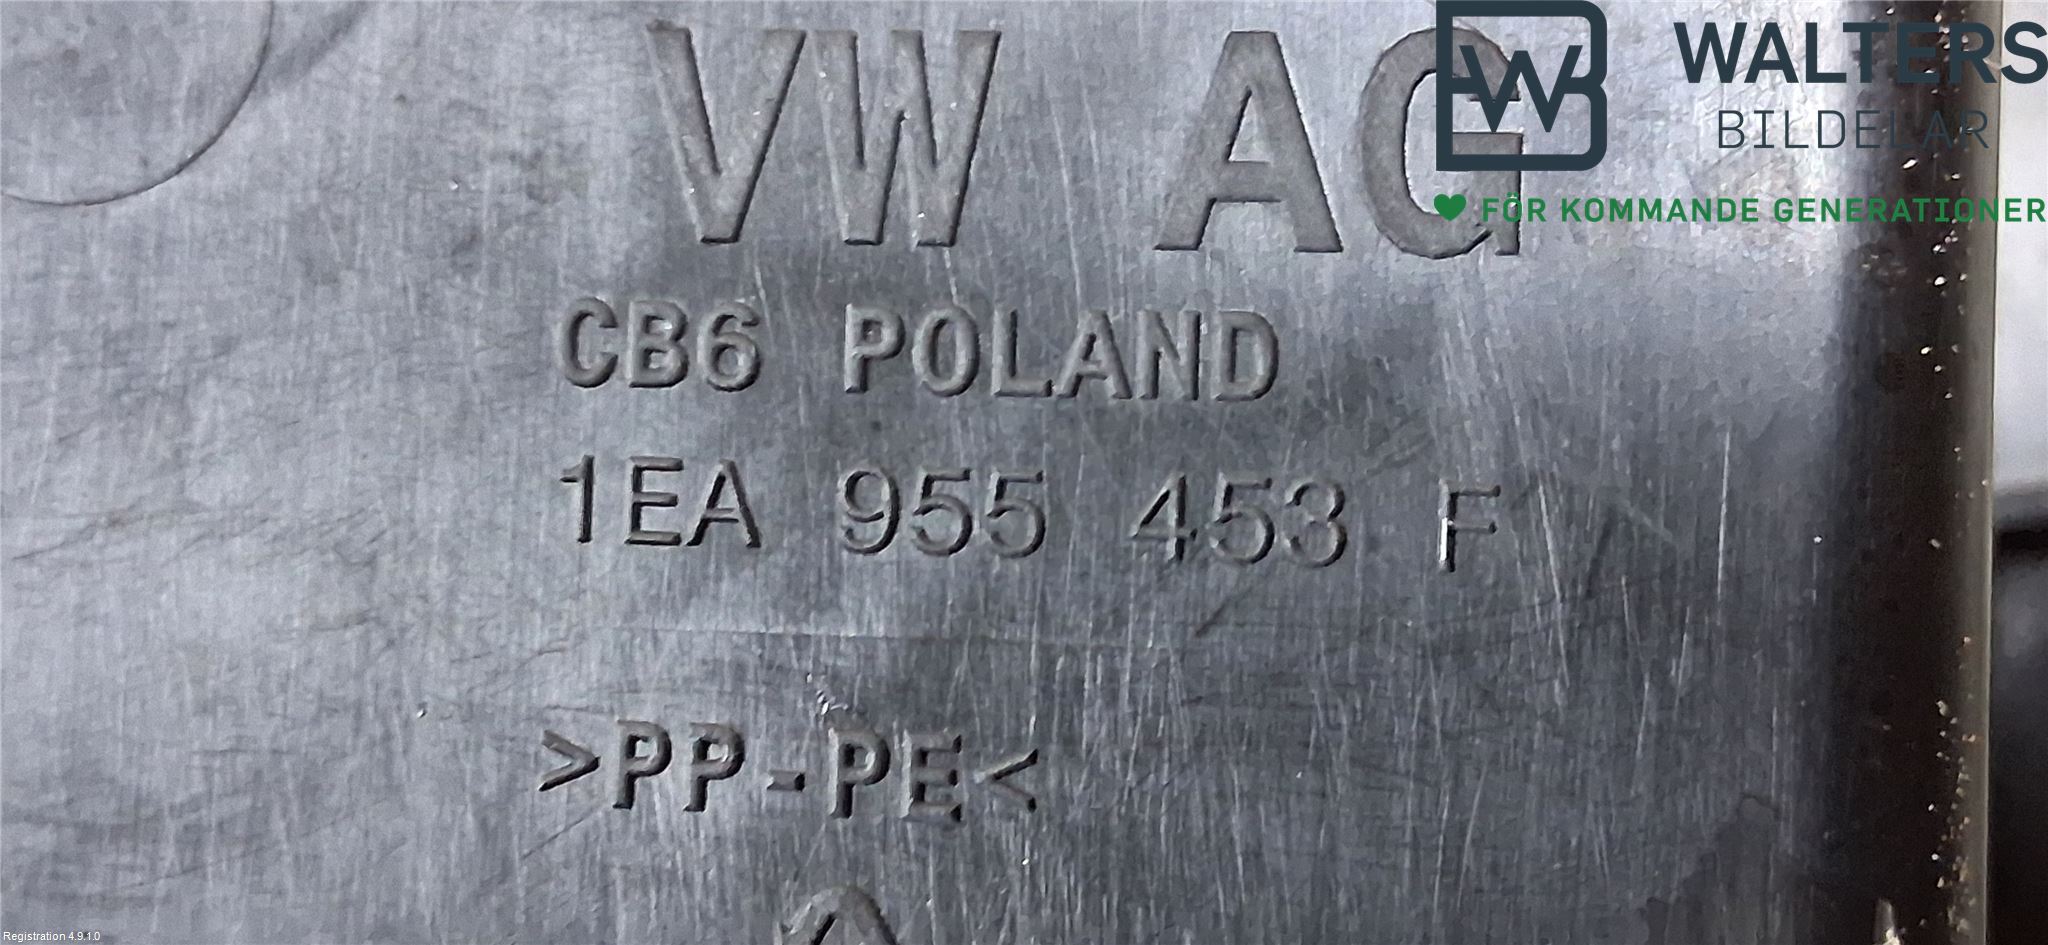 VW AG
WALTERS
BILDELAR
FÖR KOMMANDE GENERATIONER
CB6 POLAND
1EA 955 453 F
>PP-PE<
Registration 4.9.1.0